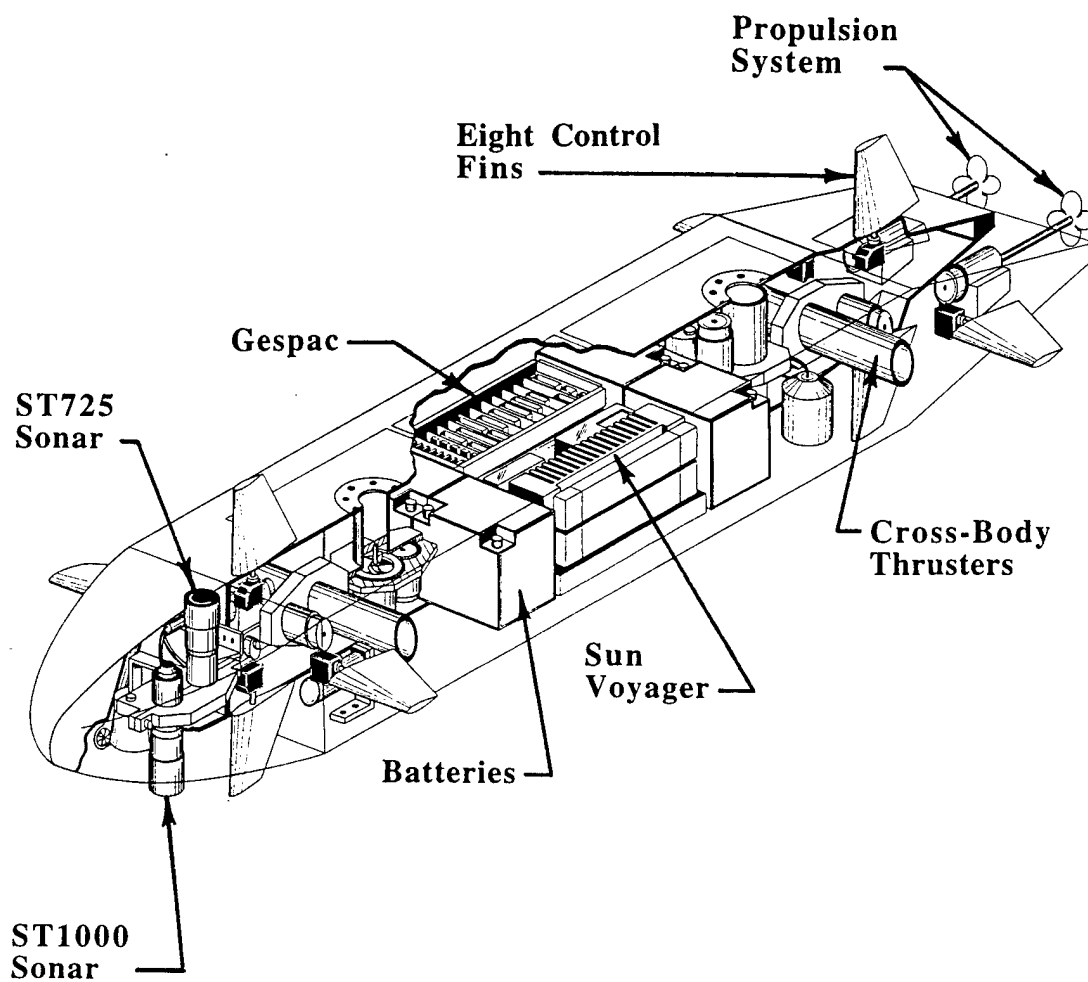 Propulsion
System
Eight Control
Fins
Gespac
ST725
Sonar
Cross-Body
Thrusters
Sun
Voyager
Batteries
ST1000
Sonar